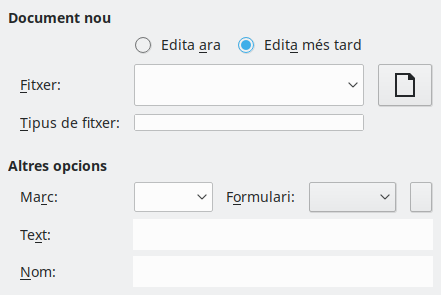 Document nou
Edita ara Edita més tard
Fitxer:
Tipus de fitxer:
Altres opcions
Marc: Formulari:
Text:
Nom: